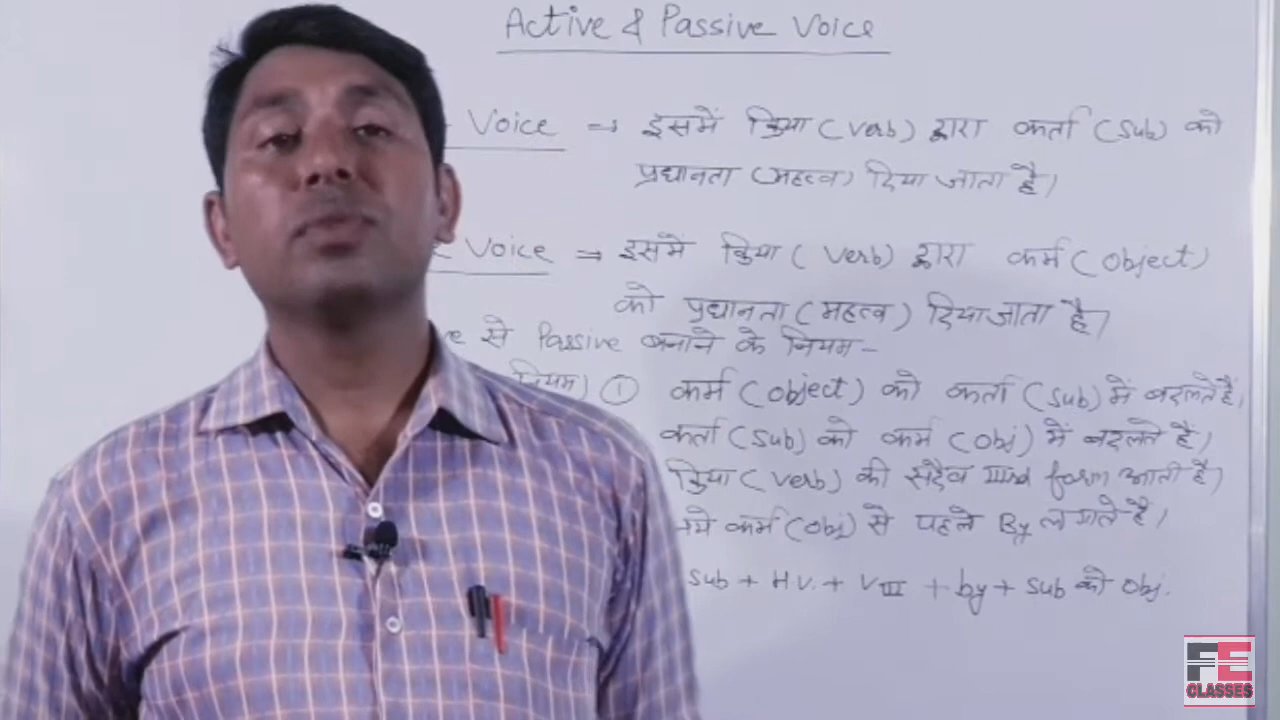 Active & Passive Voice
Voice → इसमें क्रिया (Verb) द्वारा कर्ता (Sub) को
प्रधानता (महत्व) दिया जाता है।
Voice → इसमें क्रिया (Verb) द्वारा कर्म (Object)
को प्रधानता (महत्व) दिया जाता है।
से Passive बनाने के नियम -
नियम) ① कर्म (object) को कर्ता (Sub) में बदलते हैं,
कर्ता (Sub) को कर्म (Obj) में बदलते है।
क्रिया (Verb) की सदैव IIIrd form आती है,
कर्म (Obj) से पहले By लगाते है।
Sub + H.V. + VIII + by + Sub को Obj.
FE
CLASSES